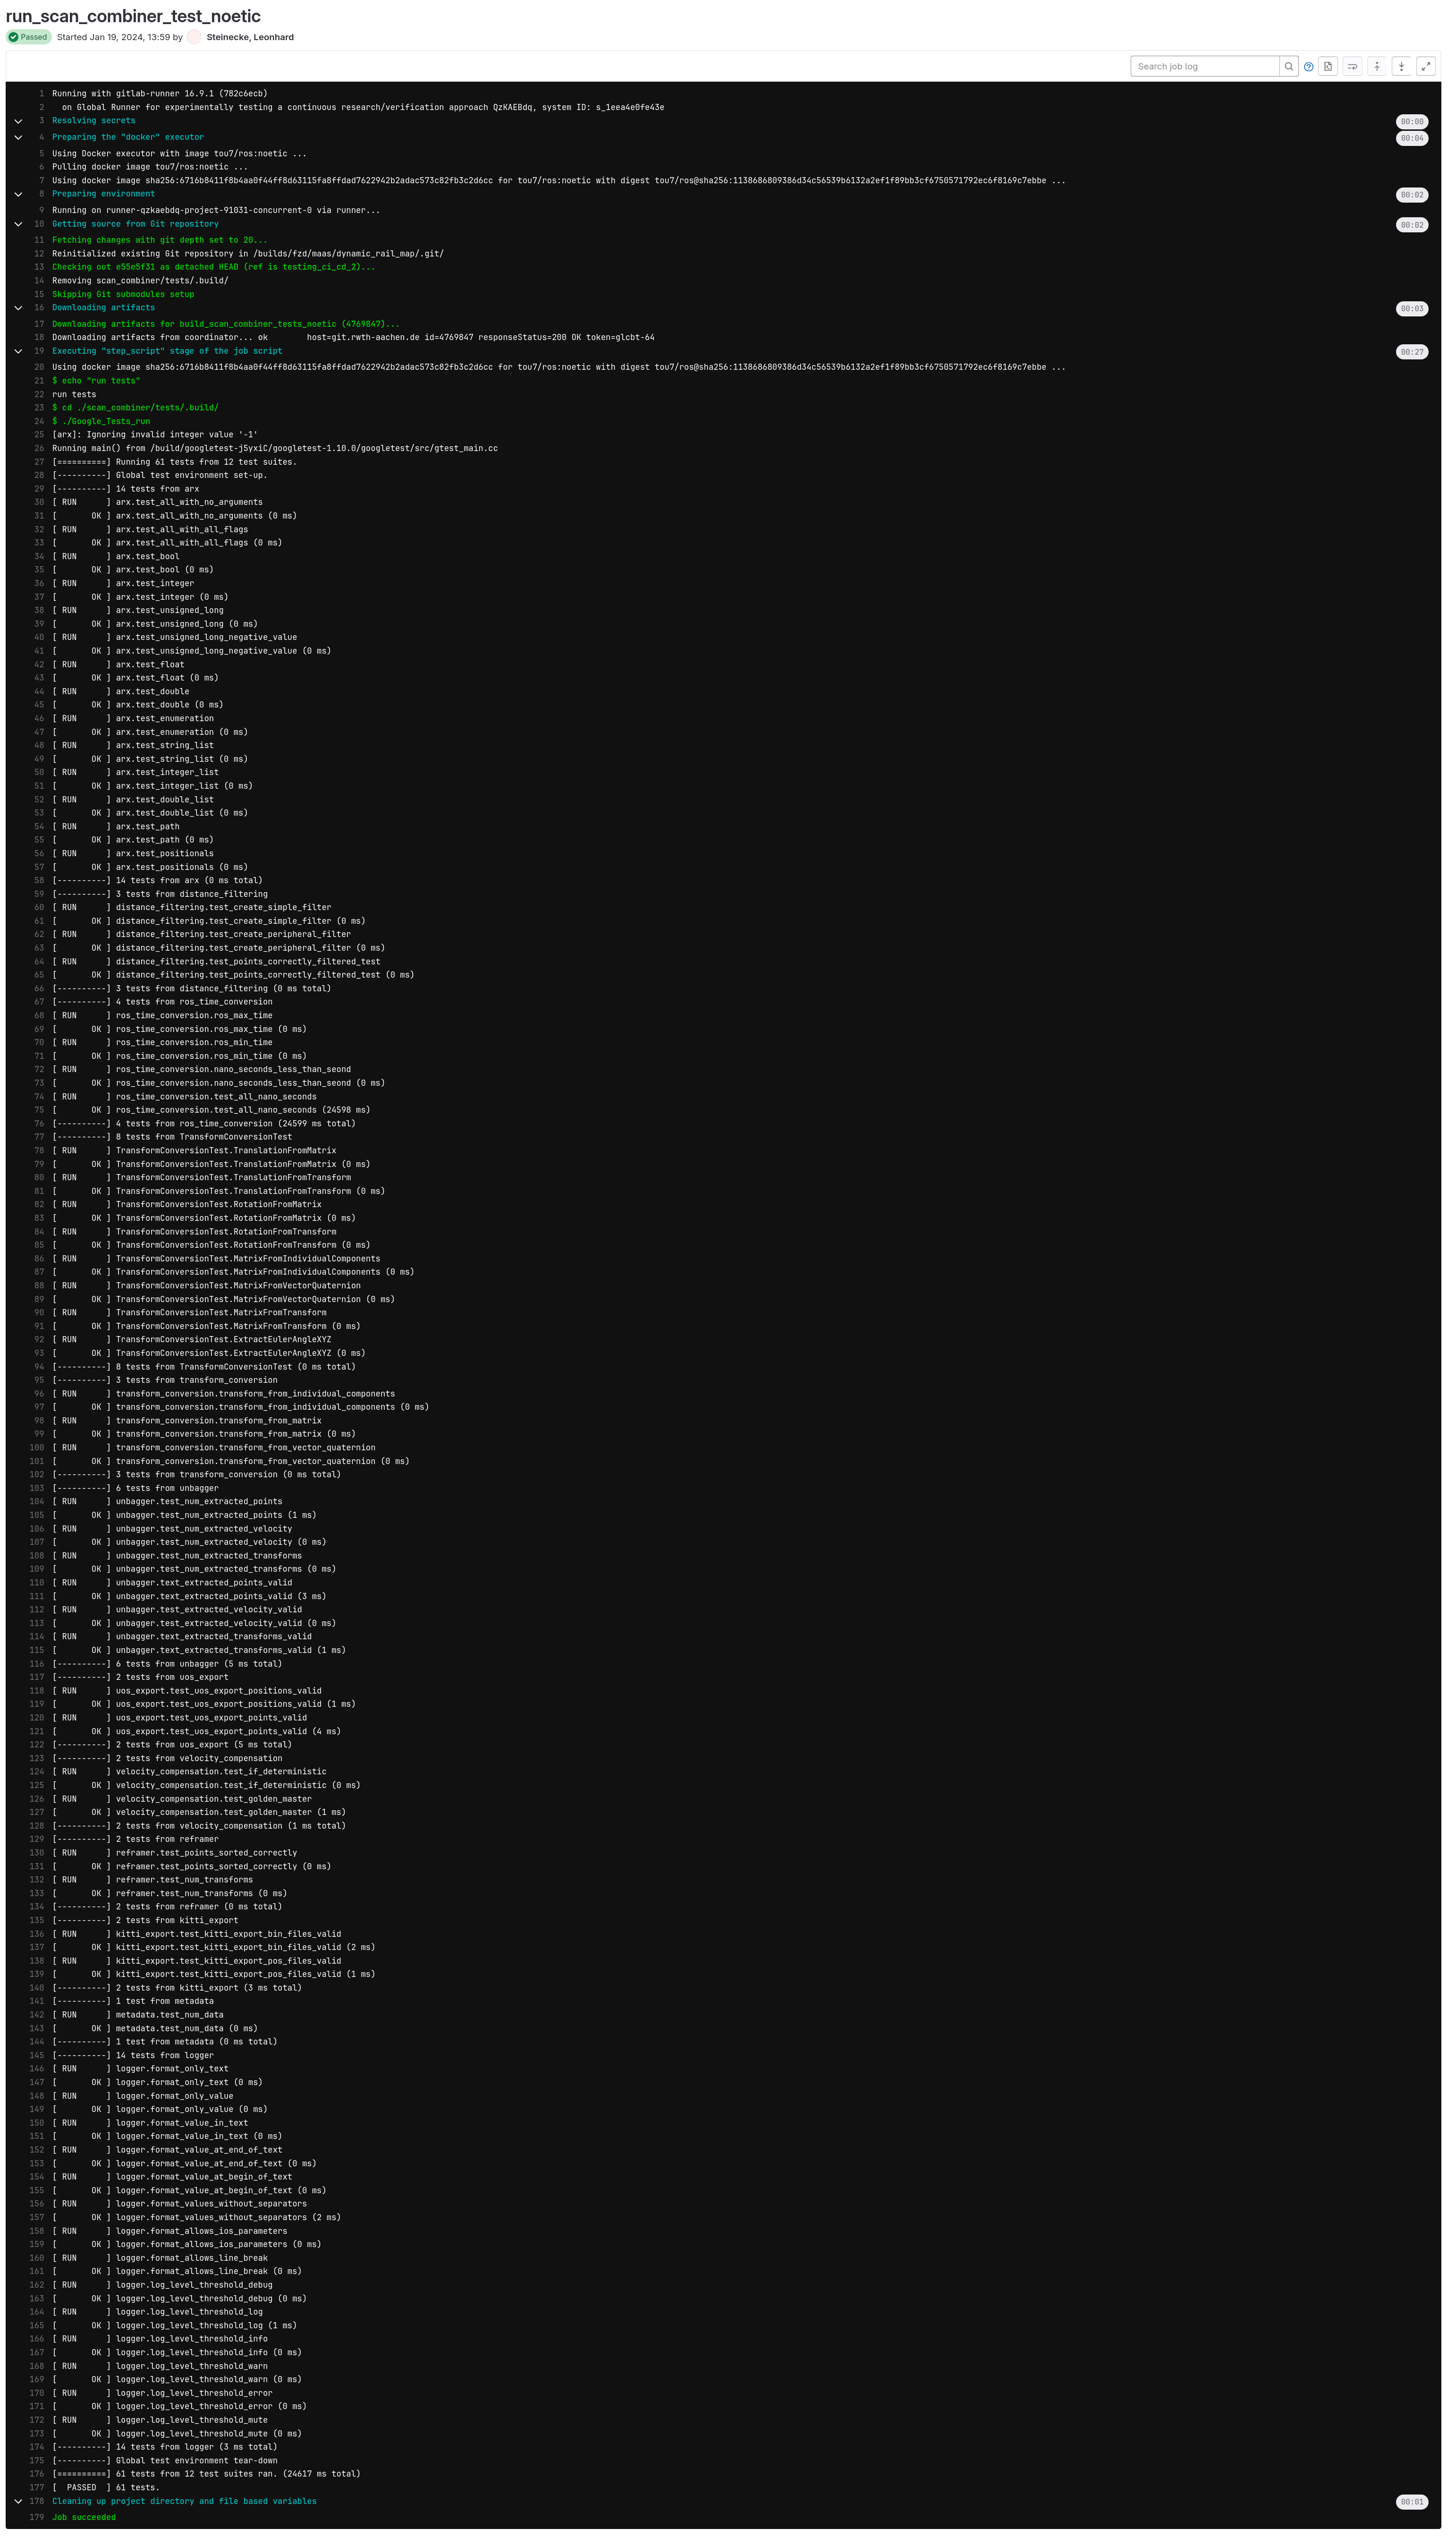 run_scan_combiner_test_noetic
Passed Started Jan 19, 2024, 13:59 by Steinecke, Leonhard
Search job log
1 Running with gitlab-runner 16.9.1 (782c6ecb)
2 on Global Runner for experimentally testing a continuous research/verification approach QzKAEBdq, system ID: s_1eea4e0fe43e
3 Resolving secrets 00:00
4 Preparing the "docker" executor 00:04
5 Using Docker executor with image tou7/ros:noetic ...
6 Pulling docker image tou7/ros:noetic ...
7 Using docker image sha256:6716b8411f8b4aa0f44ff8d63115fa8ffdad7622942b2adac573c82fb3c2d6cc for tou7/ros:noetic with digest tou7/ros@sha256:1138686809386d34c56539b6132a2ef1f89bb3cf6750571792ec6f8169c7ebbe ...
8 Preparing environment 00:02
9 Running on runner-qzkaebdq-project-91031-concurrent-0 via runner...
10 Getting source from Git repository 00:02
11 Fetching changes with git depth set to 20...
12 Reinitialized existing Git repository in /builds/fzd/maas/dynamic_rail_map/.git/
13 Checking out e55e5f31 as detached HEAD (ref is testing_ci_cd_2)...
14 Removing scan_combiner/tests/.build/
15 Skipping Git submodules setup
16 Downloading artifacts 00:03
17 Downloading artifacts for build_scan_combiner_tests_noetic (4769847)...
18 Downloading artifacts from coordinator... ok host=git.rwth-aachen.de id=4769847 responseStatus=200 OK token=glcbt-64
19 Executing "step_script" stage of the job script 00:27
20 Using docker image sha256:6716b8411f8b4aa0f44ff8d63115fa8ffdad7622942b2adac573c82fb3c2d6cc for tou7/ros:noetic with digest tou7/ros@sha256:1138686809386d34c56539b6132a2ef1f89bb3cf6750571792ec6f8169c7ebbe ...
21 $ echo "run tests"
22 run tests
23 $ cd ./scan_combiner/tests/.build/
24 $ ./Google_Tests_run
25 [arx]: Ignoring invalid integer value '-1'
26 Running main() from /build/googletest-j5yxiC/googletest-1.10.0/googletest/src/gtest_main.cc
27 [==========] Running 61 tests from 12 test suites.
28 [----------] Global test environment set-up.
29 [----------] 14 tests from arx
30 [ RUN      ] arx.test_all_with_no_arguments
31 [       OK ] arx.test_all_with_no_arguments (0 ms)
32 [ RUN      ] arx.test_all_with_all_flags
33 [       OK ] arx.test_all_with_all_flags (0 ms)
34 [ RUN      ] arx.test_bool
35 [       OK ] arx.test_bool (0 ms)
36 [ RUN      ] arx.test_integer
37 [       OK ] arx.test_integer (0 ms)
38 [ RUN      ] arx.test_unsigned_long
39 [       OK ] arx.test_unsigned_long (0 ms)
40 [ RUN      ] arx.test_unsigned_long_negative_value
41 [       OK ] arx.test_unsigned_long_negative_value (0 ms)
42 [ RUN      ] arx.test_float
43 [       OK ] arx.test_float (0 ms)
44 [ RUN      ] arx.test_double
45 [       OK ] arx.test_double (0 ms)
46 [ RUN      ] arx.test_enumeration
47 [       OK ] arx.test_enumeration (0 ms)
48 [ RUN      ] arx.test_string_list
49 [       OK ] arx.test_string_list (0 ms)
50 [ RUN      ] arx.test_integer_list
51 [       OK ] arx.test_integer_list (0 ms)
52 [ RUN      ] arx.test_double_list
53 [       OK ] arx.test_double_list (0 ms)
54 [ RUN      ] arx.test_path
55 [       OK ] arx.test_path (0 ms)
56 [ RUN      ] arx.test_positionals
57 [       OK ] arx.test_positionals (0 ms)
58 [----------] 14 tests from arx (0 ms total)
59 [----------] 3 tests from distance_filtering
60 [ RUN      ] distance_filtering.test_create_simple_filter
61 [       OK ] distance_filtering.test_create_simple_filter (0 ms)
62 [ RUN      ] distance_filtering.test_create_peripheral_filter
63 [       OK ] distance_filtering.test_create_peripheral_filter (0 ms)
64 [ RUN      ] distance_filtering.test_points_correctly_filtered_test
65 [       OK ] distance_filtering.test_points_correctly_filtered_test (0 ms)
66 [----------] 3 tests from distance_filtering (0 ms total)
67 [----------] 4 tests from ros_time_conversion
68 [ RUN      ] ros_time_conversion.ros_max_time
69 [       OK ] ros_time_conversion.ros_max_time (0 ms)
70 [ RUN      ] ros_time_conversion.ros_min_time
71 [       OK ] ros_time_conversion.ros_min_time (0 ms)
72 [ RUN      ] ros_time_conversion.nano_seconds_less_than_seond
73 [       OK ] ros_time_conversion.nano_seconds_less_than_seond (0 ms)
74 [ RUN      ] ros_time_conversion.test_all_nano_seconds
75 [       OK ] ros_time_conversion.test_all_nano_seconds (24598 ms)
76 [----------] 4 tests from ros_time_conversion (24599 ms total)
77 [----------] 8 tests from TransformConversionTest
78 [ RUN      ] TransformConversionTest.TranslationFromMatrix
79 [       OK ] TransformConversionTest.TranslationFromMatrix (0 ms)
80 [ RUN      ] TransformConversionTest.TranslationFromTransform
81 [       OK ] TransformConversionTest.TranslationFromTransform (0 ms)
82 [ RUN      ] TransformConversionTest.RotationFromMatrix
83 [       OK ] TransformConversionTest.RotationFromMatrix (0 ms)
84 [ RUN      ] TransformConversionTest.RotationFromTransform
85 [       OK ] TransformConversionTest.RotationFromTransform (0 ms)
86 [ RUN      ] TransformConversionTest.MatrixFromIndividualComponents
87 [       OK ] TransformConversionTest.MatrixFromIndividualComponents (0 ms)
88 [ RUN      ] TransformConversionTest.MatrixFromVectorQuaternion
89 [       OK ] TransformConversionTest.MatrixFromVectorQuaternion (0 ms)
90 [ RUN      ] TransformConversionTest.MatrixFromTransform
91 [       OK ] TransformConversionTest.MatrixFromTransform (0 ms)
92 [ RUN      ] TransformConversionTest.ExtractEulerAngleXYZ
93 [       OK ] TransformConversionTest.ExtractEulerAngleXYZ (0 ms)
94 [----------] 8 tests from TransformConversionTest (0 ms total)
95 [----------] 3 tests from transform_conversion
96 [ RUN      ] transform_conversion.transform_from_individual_components
97 [       OK ] transform_conversion.transform_from_individual_components (0 ms)
98 [ RUN      ] transform_conversion.transform_from_matrix
99 [       OK ] transform_conversion.transform_from_matrix (0 ms)
100 [ RUN      ] transform_conversion.transform_from_vector_quaternion
101 [       OK ] transform_conversion.transform_from_vector_quaternion (0 ms)
102 [----------] 3 tests from transform_conversion (0 ms total)
103 [----------] 6 tests from unbagger
104 [ RUN      ] unbagger.test_num_extracted_points
105 [       OK ] unbagger.test_num_extracted_points (1 ms)
106 [ RUN      ] unbagger.test_num_extracted_velocity
107 [       OK ] unbagger.test_num_extracted_velocity (0 ms)
108 [ RUN      ] unbagger.test_num_extracted_transforms
109 [       OK ] unbagger.test_num_extracted_transforms (0 ms)
110 [ RUN      ] unbagger.text_extracted_points_valid
111 [       OK ] unbagger.text_extracted_points_valid (3 ms)
112 [ RUN      ] unbagger.test_extracted_velocity_valid
113 [       OK ] unbagger.test_extracted_velocity_valid (0 ms)
114 [ RUN      ] unbagger.text_extracted_transforms_valid
115 [       OK ] unbagger.text_extracted_transforms_valid (1 ms)
116 [----------] 6 tests from unbagger (5 ms total)
117 [----------] 2 tests from uos_export
118 [ RUN      ] uos_export.test_uos_export_positions_valid
119 [       OK ] uos_export.test_uos_export_positions_valid (1 ms)
120 [ RUN      ] uos_export.test_uos_export_points_valid
121 [       OK ] uos_export.test_uos_export_points_valid (4 ms)
122 [----------] 2 tests from uos_export (5 ms total)
123 [----------] 2 tests from velocity_compensation
124 [ RUN      ] velocity_compensation.test_if_deterministic
125 [       OK ] velocity_compensation.test_if_deterministic (0 ms)
126 [ RUN      ] velocity_compensation.test_golden_master
127 [       OK ] velocity_compensation.test_golden_master (1 ms)
128 [----------] 2 tests from velocity_compensation (1 ms total)
129 [----------] 2 tests from reframer
130 [ RUN      ] reframer.test_points_sorted_correctly
131 [       OK ] reframer.test_points_sorted_correctly (0 ms)
132 [ RUN      ] reframer.test_num_transforms
133 [       OK ] reframer.test_num_transforms (0 ms)
134 [----------] 2 tests from reframer (0 ms total)
135 [----------] 2 tests from kitti_export
136 [ RUN      ] kitti_export.test_kitti_export_bin_files_valid
137 [       OK ] kitti_export.test_kitti_export_bin_files_valid (2 ms)
138 [ RUN      ] kitti_export.test_kitti_export_pos_files_valid
139 [       OK ] kitti_export.test_kitti_export_pos_files_valid (1 ms)
140 [----------] 2 tests from kitti_export (3 ms total)
141 [----------] 1 test from metadata
142 [ RUN      ] metadata.test_num_data
143 [       OK ] metadata.test_num_data (0 ms)
144 [----------] 1 test from metadata (0 ms total)
145 [----------] 14 tests from logger
146 [ RUN      ] logger.format_only_text
147 [       OK ] logger.format_only_text (0 ms)
148 [ RUN      ] logger.format_only_value
149 [       OK ] logger.format_only_value (0 ms)
150 [ RUN      ] logger.format_value_in_text
151 [       OK ] logger.format_value_in_text (0 ms)
152 [ RUN      ] logger.format_value_at_end_of_text
153 [       OK ] logger.format_value_at_end_of_text (0 ms)
154 [ RUN      ] logger.format_value_at_begin_of_text
155 [       OK ] logger.format_value_at_begin_of_text (0 ms)
156 [ RUN      ] logger.format_values_without_separators
157 [       OK ] logger.format_values_without_separators (2 ms)
158 [ RUN      ] logger.format_allows_ios_parameters
159 [       OK ] logger.format_allows_ios_parameters (0 ms)
160 [ RUN      ] logger.format_allows_line_break
161 [       OK ] logger.format_allows_line_break (0 ms)
162 [ RUN      ] logger.log_level_threshold_debug
163 [       OK ] logger.log_level_threshold_debug (0 ms)
164 [ RUN      ] logger.log_level_threshold_log
165 [       OK ] logger.log_level_threshold_log (1 ms)
166 [ RUN      ] logger.log_level_threshold_info
167 [       OK ] logger.log_level_threshold_info (0 ms)
168 [ RUN      ] logger.log_level_threshold_warn
169 [       OK ] logger.log_level_threshold_warn (0 ms)
170 [ RUN      ] logger.log_level_threshold_error
171 [       OK ] logger.log_level_threshold_error (0 ms)
172 [ RUN      ] logger.log_level_threshold_mute
173 [       OK ] logger.log_level_threshold_mute (0 ms)
174 [----------] 14 tests from logger (3 ms total)
175 [----------] Global test environment tear-down
176 [==========] 61 tests from 12 test suites ran. (24617 ms total)
177 [  PASSED  ] 61 tests.
178 Cleaning up project directory and file based variables 00:01
179 Job succeeded